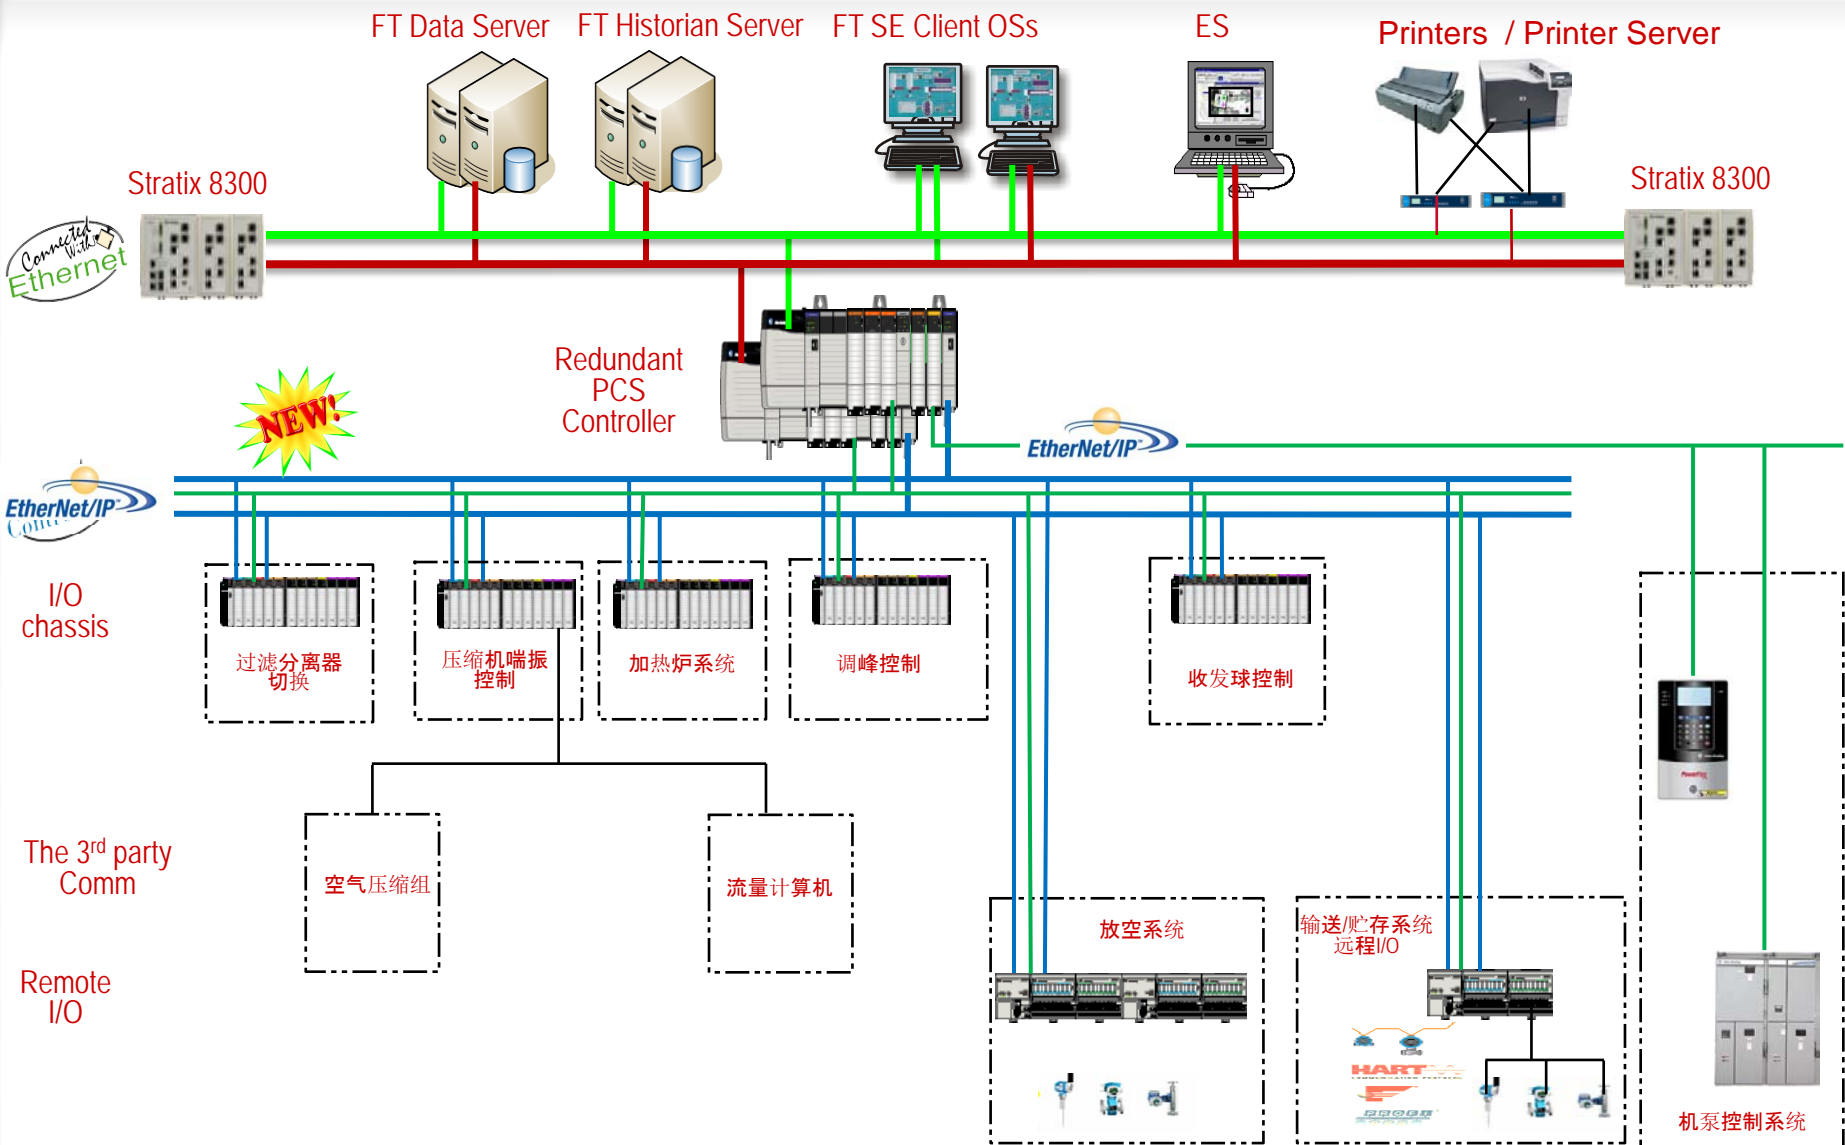 FT Data Server
FT Historian Server
FT SE Client OSs
ES
Printers / Printer Server
Stratix 8300
Stratix 8300
Connected
With
Ethernet
Redundant
PCS
Controller
NEW!
EtherNet/IP
EtherNet/IP
I/O
chassis
过滤分离器
切换
压缩机喘振
控制
加热炉系统
调峰控制
收发球控制
The 3rd party
Comm
空气压缩组
流量计算机
放空系统
输送/贮存系统
远程I/O
Remote
I/O
HART
机泵控制系统